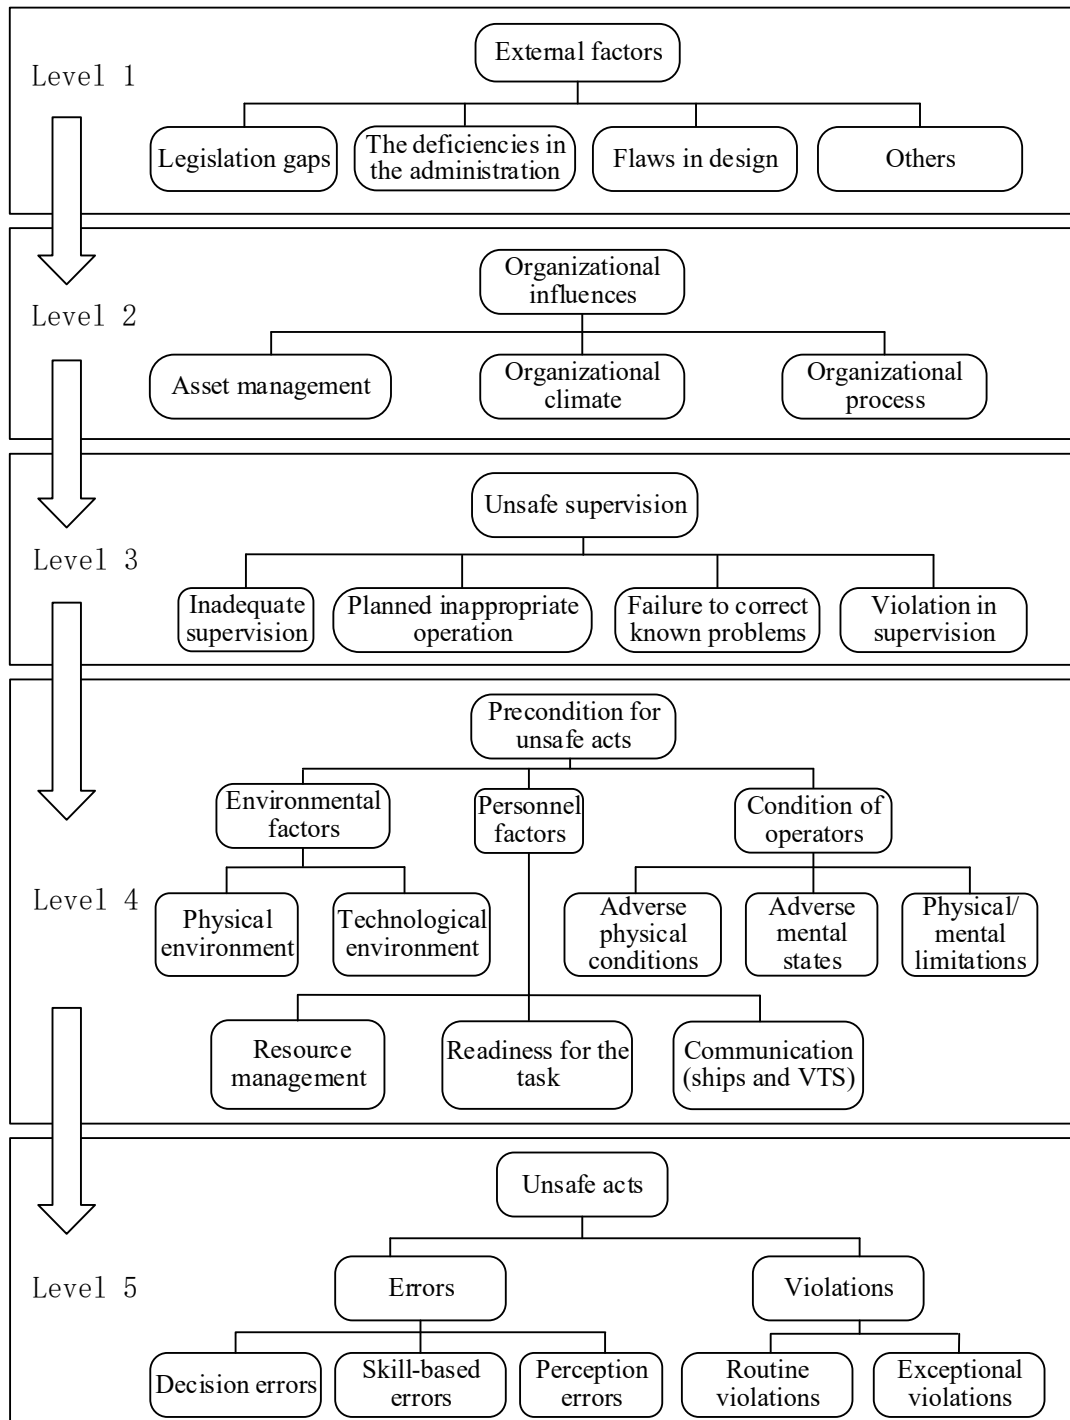 Level 1
External factors
Legislation gaps
The deficiencies in
the administration
Flaws in design
Others
Level 2
Organizational
influences
Asset management
Organizational
climate
Organizational
process
Level 3
Unsafe supervision
Inadequate
supervision
Planned inappropriate
operation
Failure to correct
known problems
Violation in
supervision
Level 4
Precondition for
unsafe acts
Environmental
factors
Personnel
factors
Condition of
operators
Physical
environment
Technological
environment
Adverse
physical
conditions
Adverse
mental
states
Physical/
mental
limitations
Resource
management
Readiness for the
task
Communication
(ships and VTS)
Level 5
Unsafe acts
Errors
Violations
Decision errors
Skill-based
errors
Perception
errors
Routine
violations
Exceptional
violations